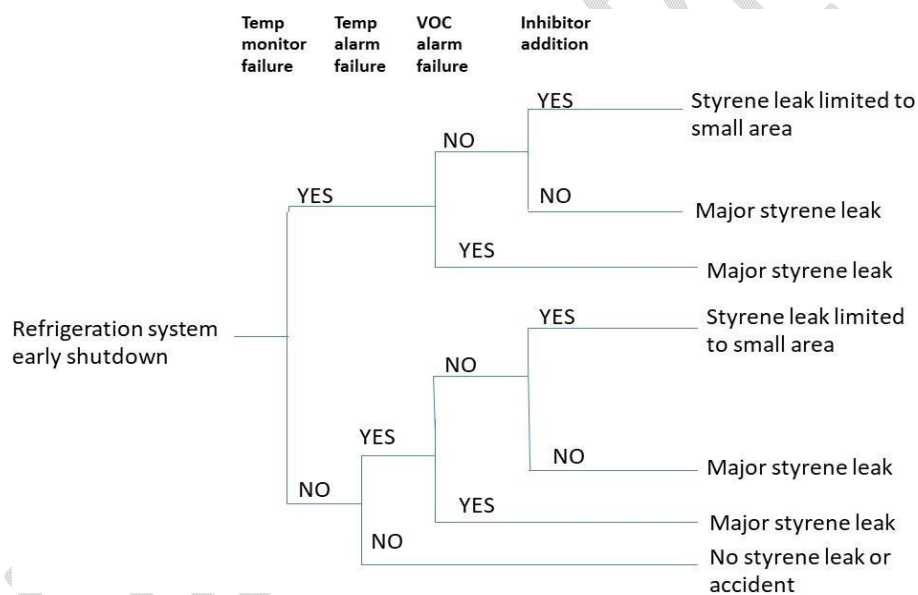 Temp
monitor
failure
Temp
alarm
failure
VOC
alarm
failure
Inhibitor
addition
YES
Styrene leak limited to
small area
NO
YES
NO
Major styrene leak
YES
Major styrene leak
Refrigeration system
early shutdown
YES
Styrene leak limited
to small area
NO
YES
NO
Major styrene leak
NO
YES
Major styrene leak
NO
No styrene leak or
accident